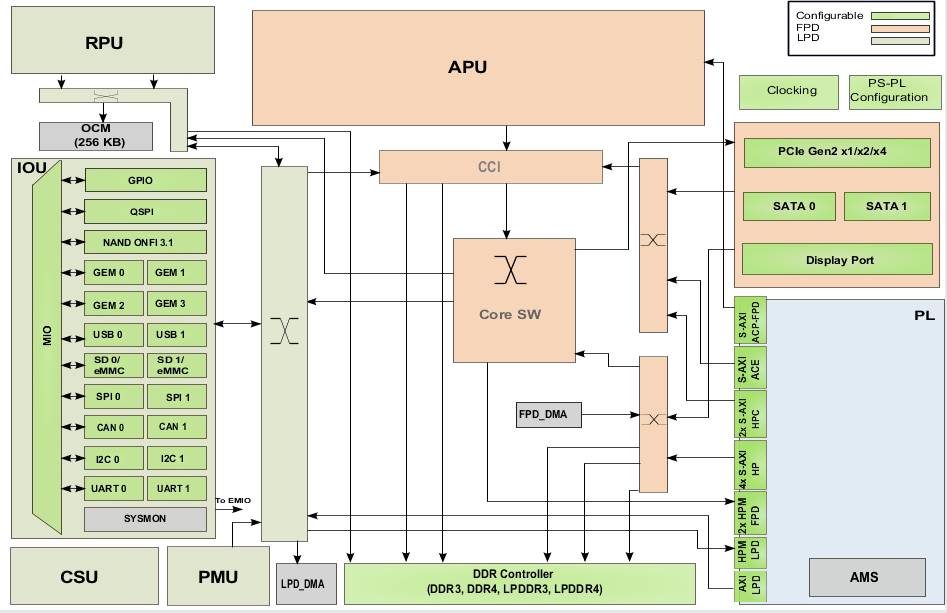 Configurable
FPD
LPD
RPU
APU
Clocking
PS-PL
Configuration
OCM
(256 KB)
CCI
PCIe Gen2 x1/x2/x4
SATA 0
SATA 1
Display Port
IOU
MIO
GPIO
QSPI
NAND ONFI 3.1
GEM 0
GEM 1
GEM 2
GEM 3
USB 0
USB 1
SD 0/
eMMC
SD 1/
eMMC
SPI 0
SPI 1
CAN 0
CAN 1
I2C 0
I2C 1
UART 0
UART 1
SYSMON
To EMIO
Core SW
FPD_DMA
PL
S-AXI
ACP-FPD
S-AXI
ACE
2x S-AXI
HPC
4x S-AXI
HP
2x HPM
FPD
HPM
LPD
AXI
LPD
AMS
CSU
PMU
LPD_DMA
DDR Controller
(DDR3, DDR4, LPDDR3, LPDDR4)